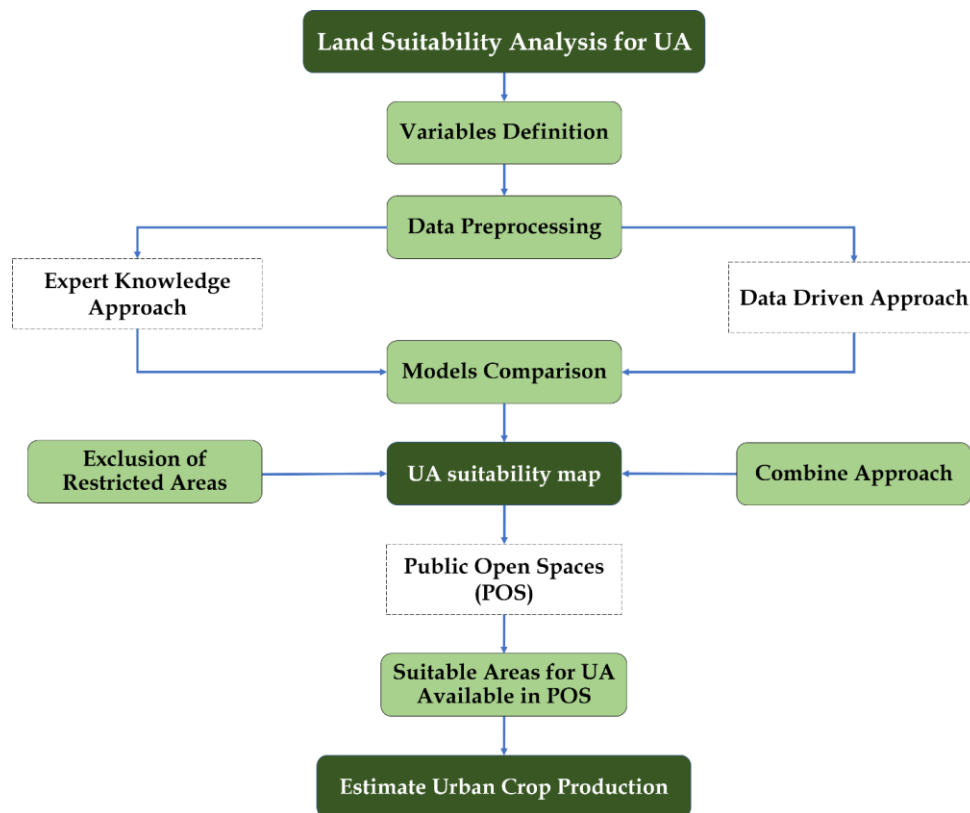 Land Suitability Analysis for UA
Variables Definition
Data Preprocessing
Expert Knowledge
Approach
Data Driven Approach
Models Comparison
Exclusion of
Restricted Areas
UA suitability map
Combine Approach
Public Open Spaces
(POS)
Suitable Areas for UA
Available in POS
Estimate Urban Crop Production